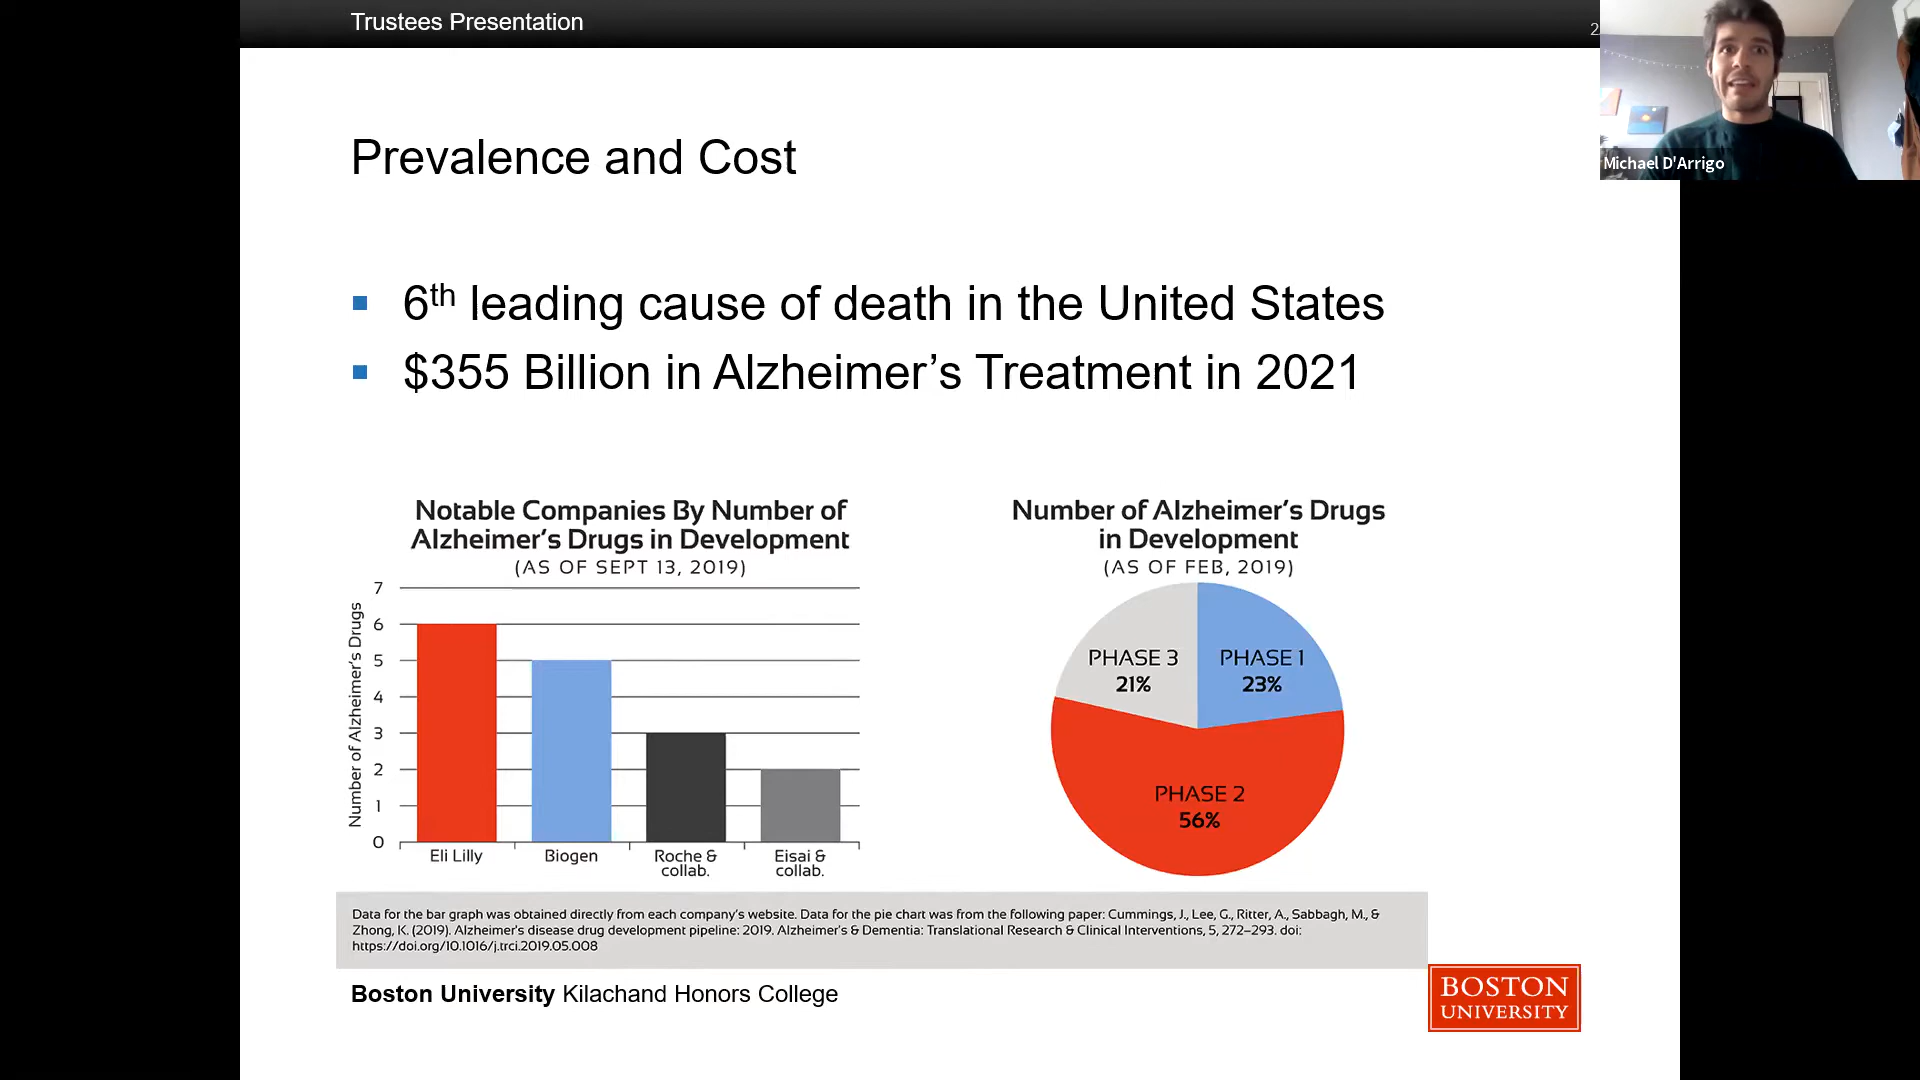 Trustees Presentation
2
Michael D'Arrigo
Prevalence and Cost
6th leading cause of death in the United States
$355 Billion in Alzheimer’s Treatment in 2021
Notable Companies By Number of
Alzheimer’s Drugs in Development
(AS OF SEPT 13, 2019)
Number of Alzheimer’s Drugs
7
6
5
4
3
2
1
0
Eli Lilly
Biogen
Roche &
collab.
Eisai &
collab.
Number of Alzheimer’s Drugs
in Development
(AS OF FEB, 2019)
PHASE 3
21%
PHASE 1
23%
PHASE 2
56%
Data for the bar graph was obtained directly from each company’s website. Data for the pie chart was from the following paper: Cummings, J., Lee, G., Ritter, A., Sabbagh, M., &
Zhong, K. (2019). Alzheimer’s disease drug development pipeline: 2019. Alzheimer’s & Dementia: Translational Research & Clinical Interventions, 5, 272–293. doi:
https://doi.org/10.1016/j.trci.2019.05.008
Boston University Kilachand Honors College
BOSTON
UNIVERSITY